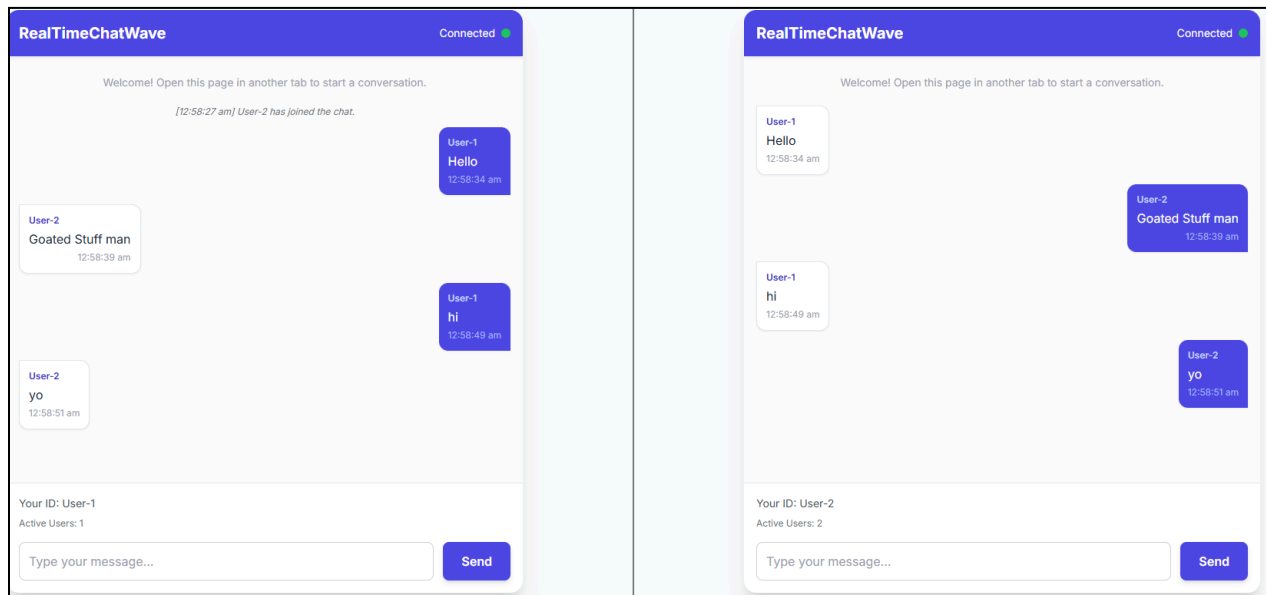 RealTimeChatWave
Connected
Welcome! Open this page in another tab to start a conversation.
[12:58:27 am] User-2 has joined the chat.
User-1
Hello
12:58:34 am
User-2
Goated Stuff man
12:58:39 am
User-1
hi
12:58:49 am
User-2
yo
12:58:51 am
Your ID: User-1
Active Users: 1
Type your message...
Send
RealTimeChatWave
Connected
Welcome! Open this page in another tab to start a conversation.
User-1
Hello
12:58:34 am
User-2
Goated Stuff man
12:58:39 am
User-1
hi
12:58:49 am
User-2
yo
12:58:51 am
Your ID: User-2
Active Users: 2
Type your message...
Send